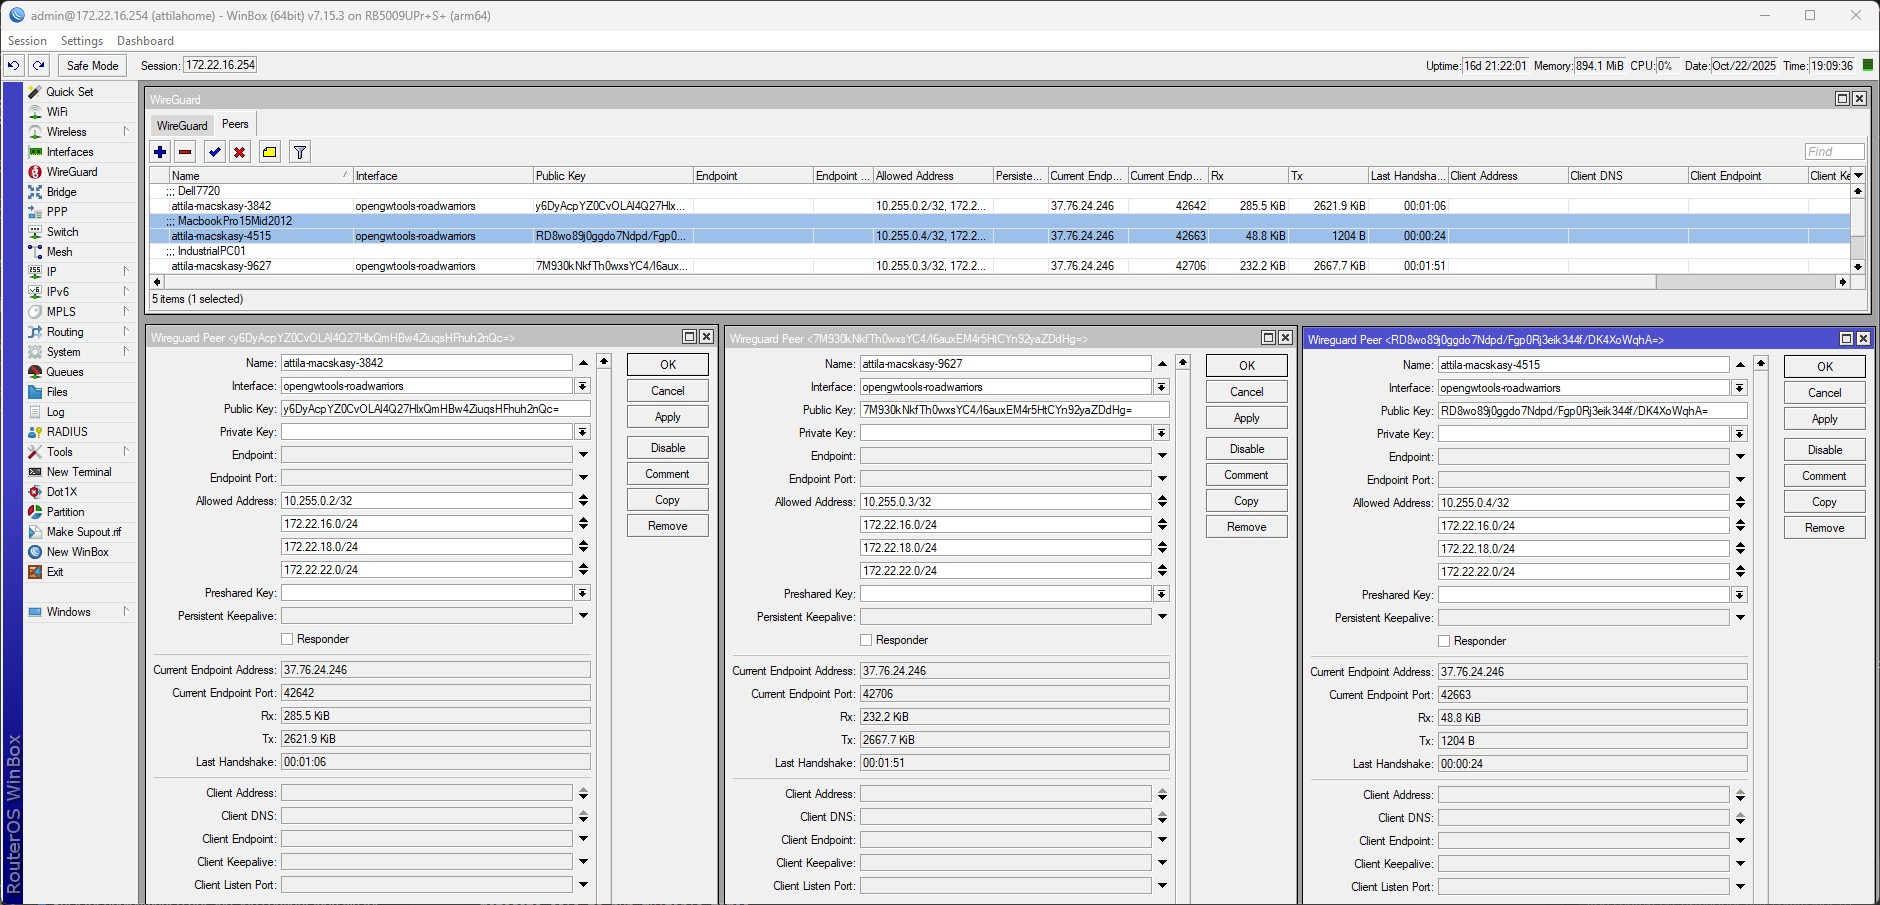 admin@172.22.16.254 (attilahome) - WinBox (64bit) v7.15.3 on RB5009UPr+S+ (arm64)
Session Settings Dashboard
Safe Mode Session: 172.22.16.254 Uptime: 16d 21:22:01 Memory: 894.1 MiB CPU: 0% Date: Oct/22/2025 Time: 19:09:36
Quick Set
WiFi
Wireless
Interfaces
WireGuard
Bridge
PPP
Switch
Mesh
IP
IPv6
MPLS
Routing
System
Queues
Files
Log
RADIUS
Tools
New Terminal
Dot1X
Partition
Make Supout.rif
New WinBox
Exit
Windows
RouterOS WinBox
WireGuard
WireGuard Peers
Find
Name Interface Public Key Endpoint Endpoint ... Allowed Address Persiste... Current Endp... Current Endp... Rx Tx Last Handsha... Client Address Client DNS Client Endpoint Client Ke
;;; Dell7720
attila-macskasy-3842 opengwtools-roadwarriors y6DyAcpYZ0CvOLAI4Q27HIx... 10.255.0.2/32, 172.2... 37.76.24.246 42642 285.5 KiB 2621.9 KiB 00:01:06
;;; MacbookPro15Mid2012
attila-macskasy-4515 opengwtools-roadwarriors RD8wo89j0ggdo7Ndpd/Fgp0... 10.255.0.4/32, 172.2... 37.76.24.246 42663 48.8 KiB 1204 B 00:00:24
;;; IndustrialPC01
attila-macskasy-9627 opengwtools-roadwarriors 7M930kNkfTh0wxsYC4/I6aux... 10.255.0.3/32, 172.2... 37.76.24.246 42706 232.2 KiB 2667.7 KiB 00:01:51
5 items (1 selected)
Wireguard Peer <y6DyAcpYZ0CvOLAI4Q27HIxQmHBw4ZiuqsHFhuh2nQc=>
Name: attila-macskasy-3842
Interface: opengwtools-roadwarriors
Public Key: y6DyAcpYZ0CvOLAI4Q27HIxQmHBw4ZiuqsHFhuh2nQc=
Private Key:
Endpoint:
Endpoint Port:
Allowed Address: 10.255.0.2/32
172.22.16.0/24
172.22.18.0/24
172.22.22.0/24
Preshared Key:
Persistent Keepalive:
Responder
Current Endpoint Address: 37.76.24.246
Current Endpoint Port: 42642
Rx: 285.5 KiB
Tx: 2621.9 KiB
Last Handshake: 00:01:06
Client Address:
Client DNS:
Client Endpoint:
Client Keepalive:
Client Listen Port:
OK
Cancel
Apply
Disable
Comment
Copy
Remove
Wireguard Peer <7M930kNkfTh0wxsYC4/I6auxEM4r5HtCYn92yaZDdHg=>
Name: attila-macskasy-9627
Interface: opengwtools-roadwarriors
Public Key: 7M930kNkfTh0wxsYC4/I6auxEM4r5HtCYn92yaZDdHg=
Private Key:
Endpoint:
Endpoint Port:
Allowed Address: 10.255.0.3/32
172.22.16.0/24
172.22.18.0/24
172.22.22.0/24
Preshared Key:
Persistent Keepalive:
Responder
Current Endpoint Address: 37.76.24.246
Current Endpoint Port: 42706
Rx: 232.2 KiB
Tx: 2667.7 KiB
Last Handshake: 00:01:51
Client Address:
Client DNS:
Client Endpoint:
Client Keepalive:
Client Listen Port:
OK
Cancel
Apply
Disable
Comment
Copy
Remove
Wireguard Peer <RD8wo89j0ggdo7Ndpd/Fgp0Rj3eik344f/DK4XoWqhA=>
Name: attila-macskasy-4515
Interface: opengwtools-roadwarriors
Public Key: RD8wo89j0ggdo7Ndpd/Fgp0Rj3eik344f/DK4XoWqhA=
Private Key:
Endpoint:
Endpoint Port:
Allowed Address: 10.255.0.4/32
172.22.16.0/24
172.22.18.0/24
172.22.22.0/24
Preshared Key:
Persistent Keepalive:
Responder
Current Endpoint Address: 37.76.24.246
Current Endpoint Port: 42663
Rx: 48.8 KiB
Tx: 1204 B
Last Handshake: 00:00:24
Client Address:
Client DNS:
Client Endpoint:
Client Keepalive:
Client Listen Port:
OK
Cancel
Apply
Disable
Comment
Copy
Remove